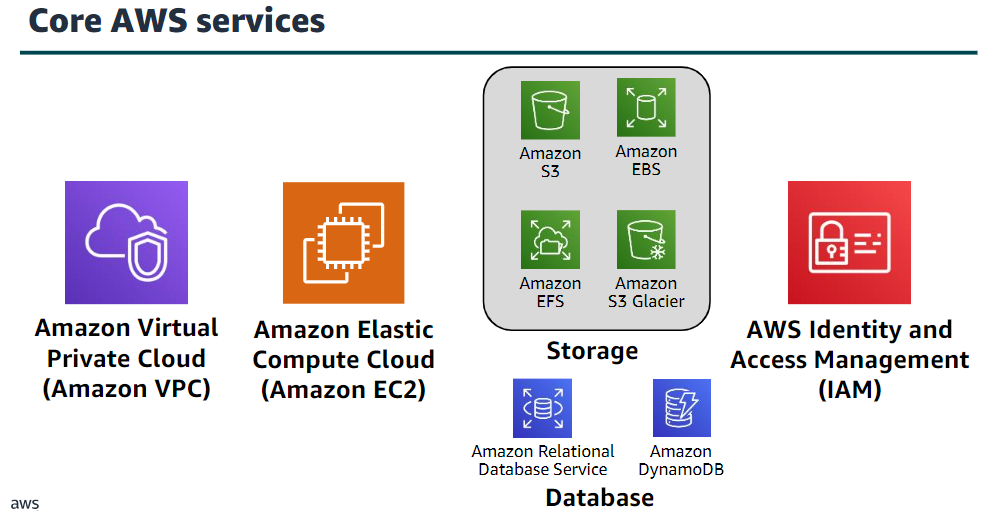 Core AWS services
Amazon Virtual
Private Cloud
(Amazon VPC)
Amazon Elastic
Compute Cloud
(Amazon EC2)
Amazon
S3
Amazon
EBS
Amazon
EFS
Amazon
S3 Glacier
Storage
Amazon Relational
Database Service
Amazon
DynamoDB
Database
AWS Identity and
Access Management
(IAM)
aws